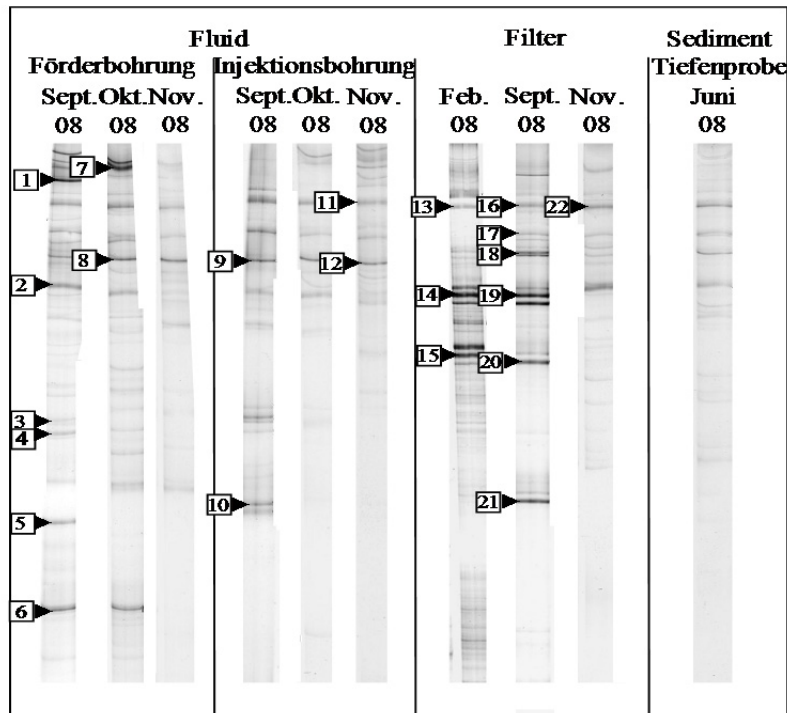 Fluid Filter Sediment
Förderbohrung Injektionsbohrung Tiefenprobe
Sept. Okt. Nov. Sept. Okt. Nov. Feb. Sept. Nov. Juni
08 08 08 08 08 08 08 08 08 08
7
1
11 13 16 22
17
8 9 12 18
2 14 19
15 20
3
4
10 21
5
6